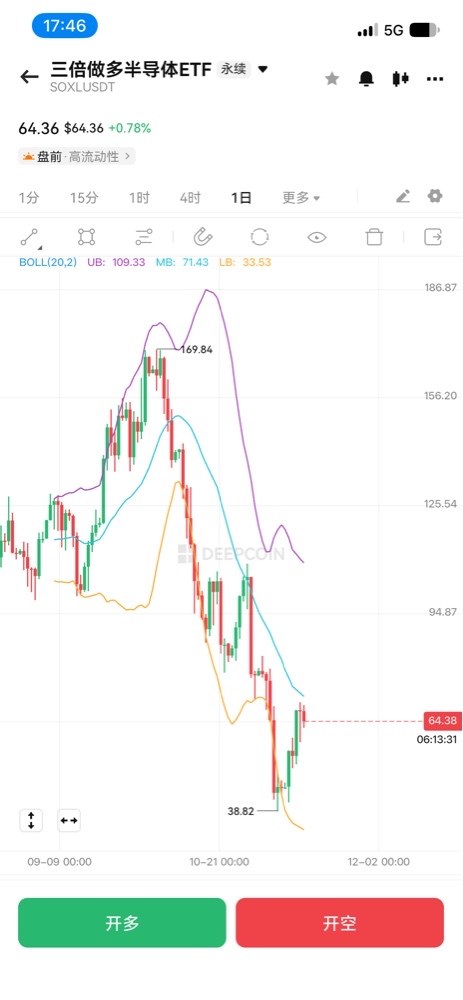 17:46
5G
三倍做多半导体ETF 永续
SOXLUSDT
64.36 $64.36 +0.78%
盘前·高流动性
1分 15分 1时 4时 1日 更多
BOLL(20,2) UB: 109.33 MB: 71.43 LB: 33.53
186.87
169.84
156.20
125.54
DEEPCOIN
94.87
64.38
06:13:31
38.82
09-09 00:00 10-21 00:00 12-02 00:00
开多 开空